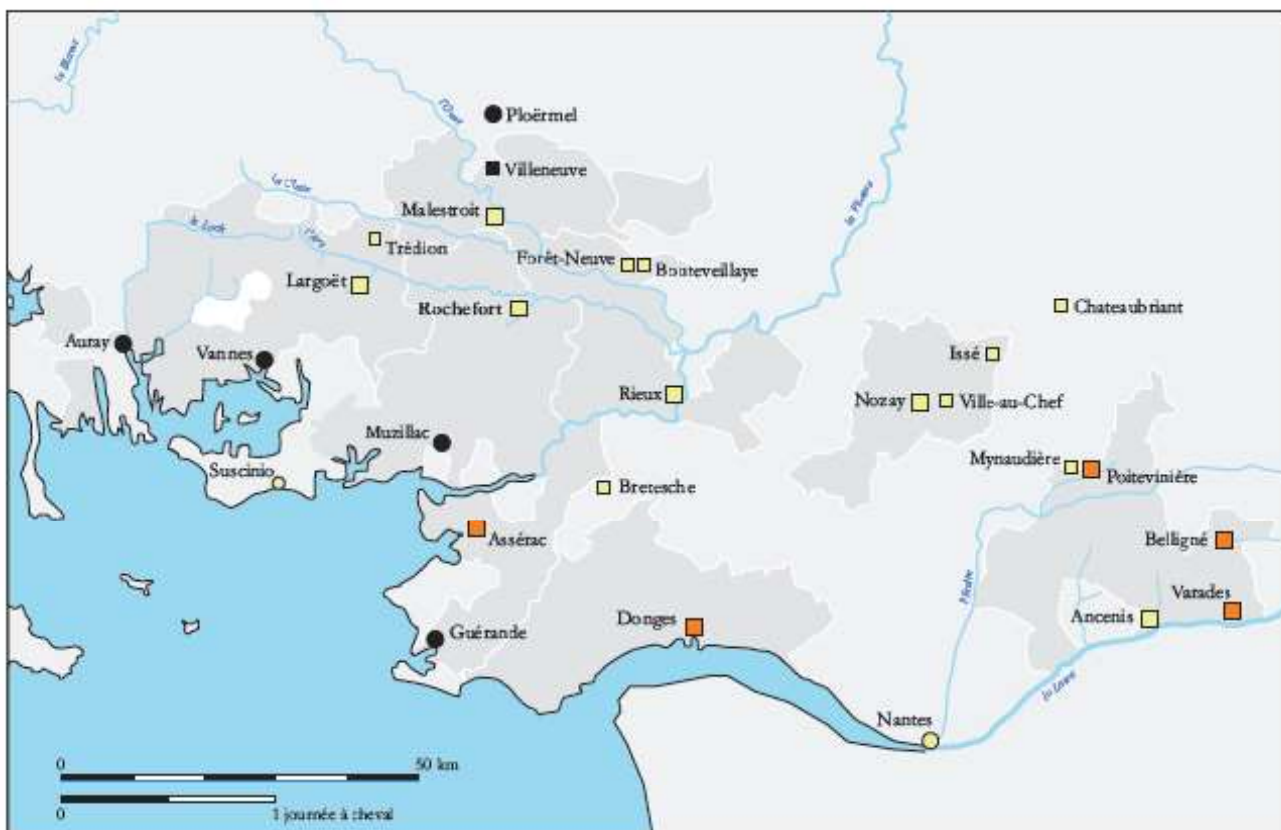 le Blavet
l'Oust
Ploërmel
Villeneuve
la Claie
Malestroit
le Loch
l'Arz
Trédion
la Vilaine
Forêt-Neuve
Bouteveillaye
Largoët
Rochefort
Chateaubriant
Auray
Vannes
Issé
Rieux
Nozay
Ville-au-Chef
Muzillac
Suscinio
Mynaudière
Poitevinière
Bretesche
Assérac
Belligné
Varades
Donges
Ancenis
Guérande
la Loire
Nantes
0
50 km
0
1 journée à cheval